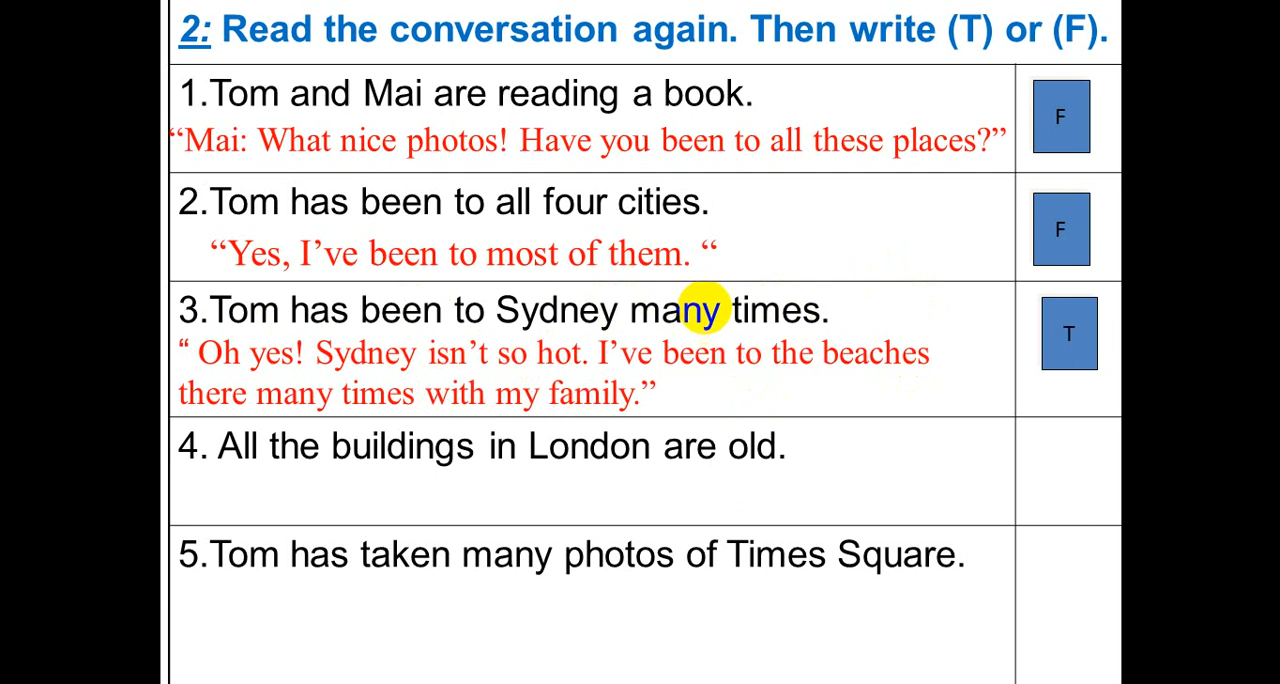 2: Read the conversation again. Then write (T) or (F).
1.Tom and Mai are reading a book.
F
“Mai: What nice photos! Have you been to all these places?”
2.Tom has been to all four cities.
F
“Yes, I’ve been to most of them. “
3.Tom has been to Sydney many times.
T
“ Oh yes! Sydney isn’t so hot. I’ve been to the beaches
there many times with my family.”
4. All the buildings in London are old.
5.Tom has taken many photos of Times Square.